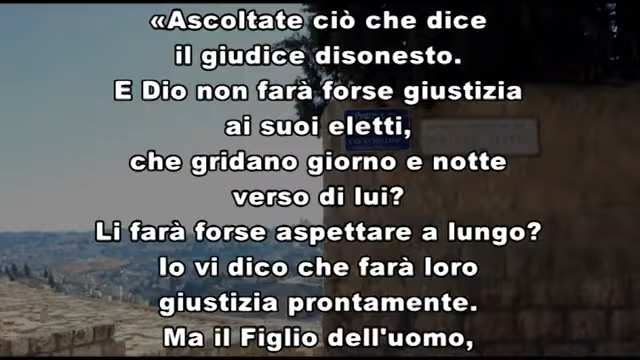 «Ascoltate ciò che dice
il giudice disonesto.
E Dio non farà forse giustizia
ai suoi eletti,
che gridano giorno e notte
verso di lui?
Li farà forse aspettare a lungo?
Io vi dico che farà loro
giustizia prontamente.
Ma il Figlio dell'uomo,